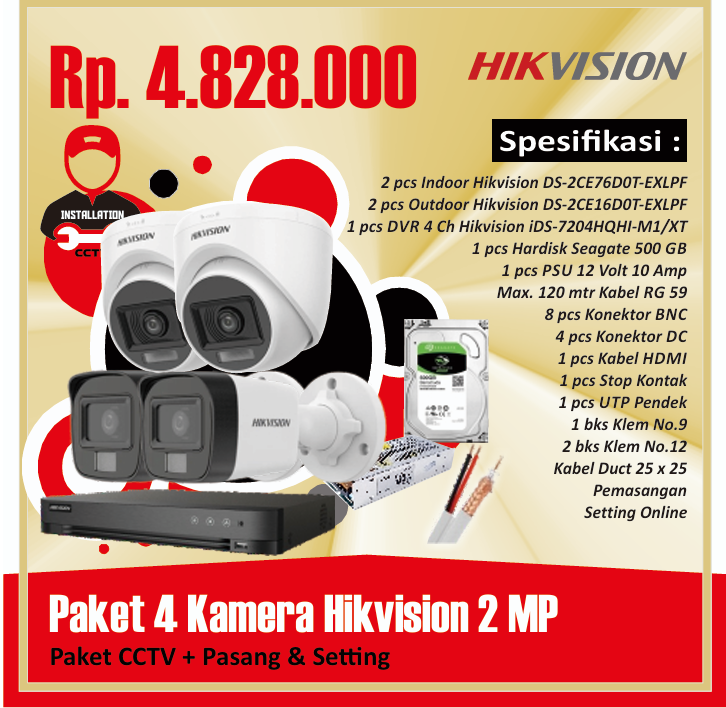 Rp. 4.828.000
HIKVISION
Spesifikasi :
2 pcs Indoor Hikvision DS-2CE76D0T-EXLPF
2 pcs Outdoor Hikvision DS-2CE16D0T-EXLPF
1 pcs DVR 4 Ch Hikvision iDS-7204HQHI-M1/XT
1 pcs Hardisk Seagate 500 GB
1 pcs PSU 12 Volt 10 Amp
Max. 120 mtr Kabel RG 59
8 pcs Konektor BNC
4 pcs Konektor DC
1 pcs Kabel HDMI
1 pcs Stop Kontak
1 pcs UTP Pendek
1 bks Klem No.9
2 bks Klem No.12
Kabel Duct 25 x 25
Pemasangan
Setting Online
INSTALLATION
HIKVISION
HIKVISION
HIKVISION
HIKVISION
Paket 4 Kamera Hikvision 2 MP
Paket CCTV + Pasang & Setting